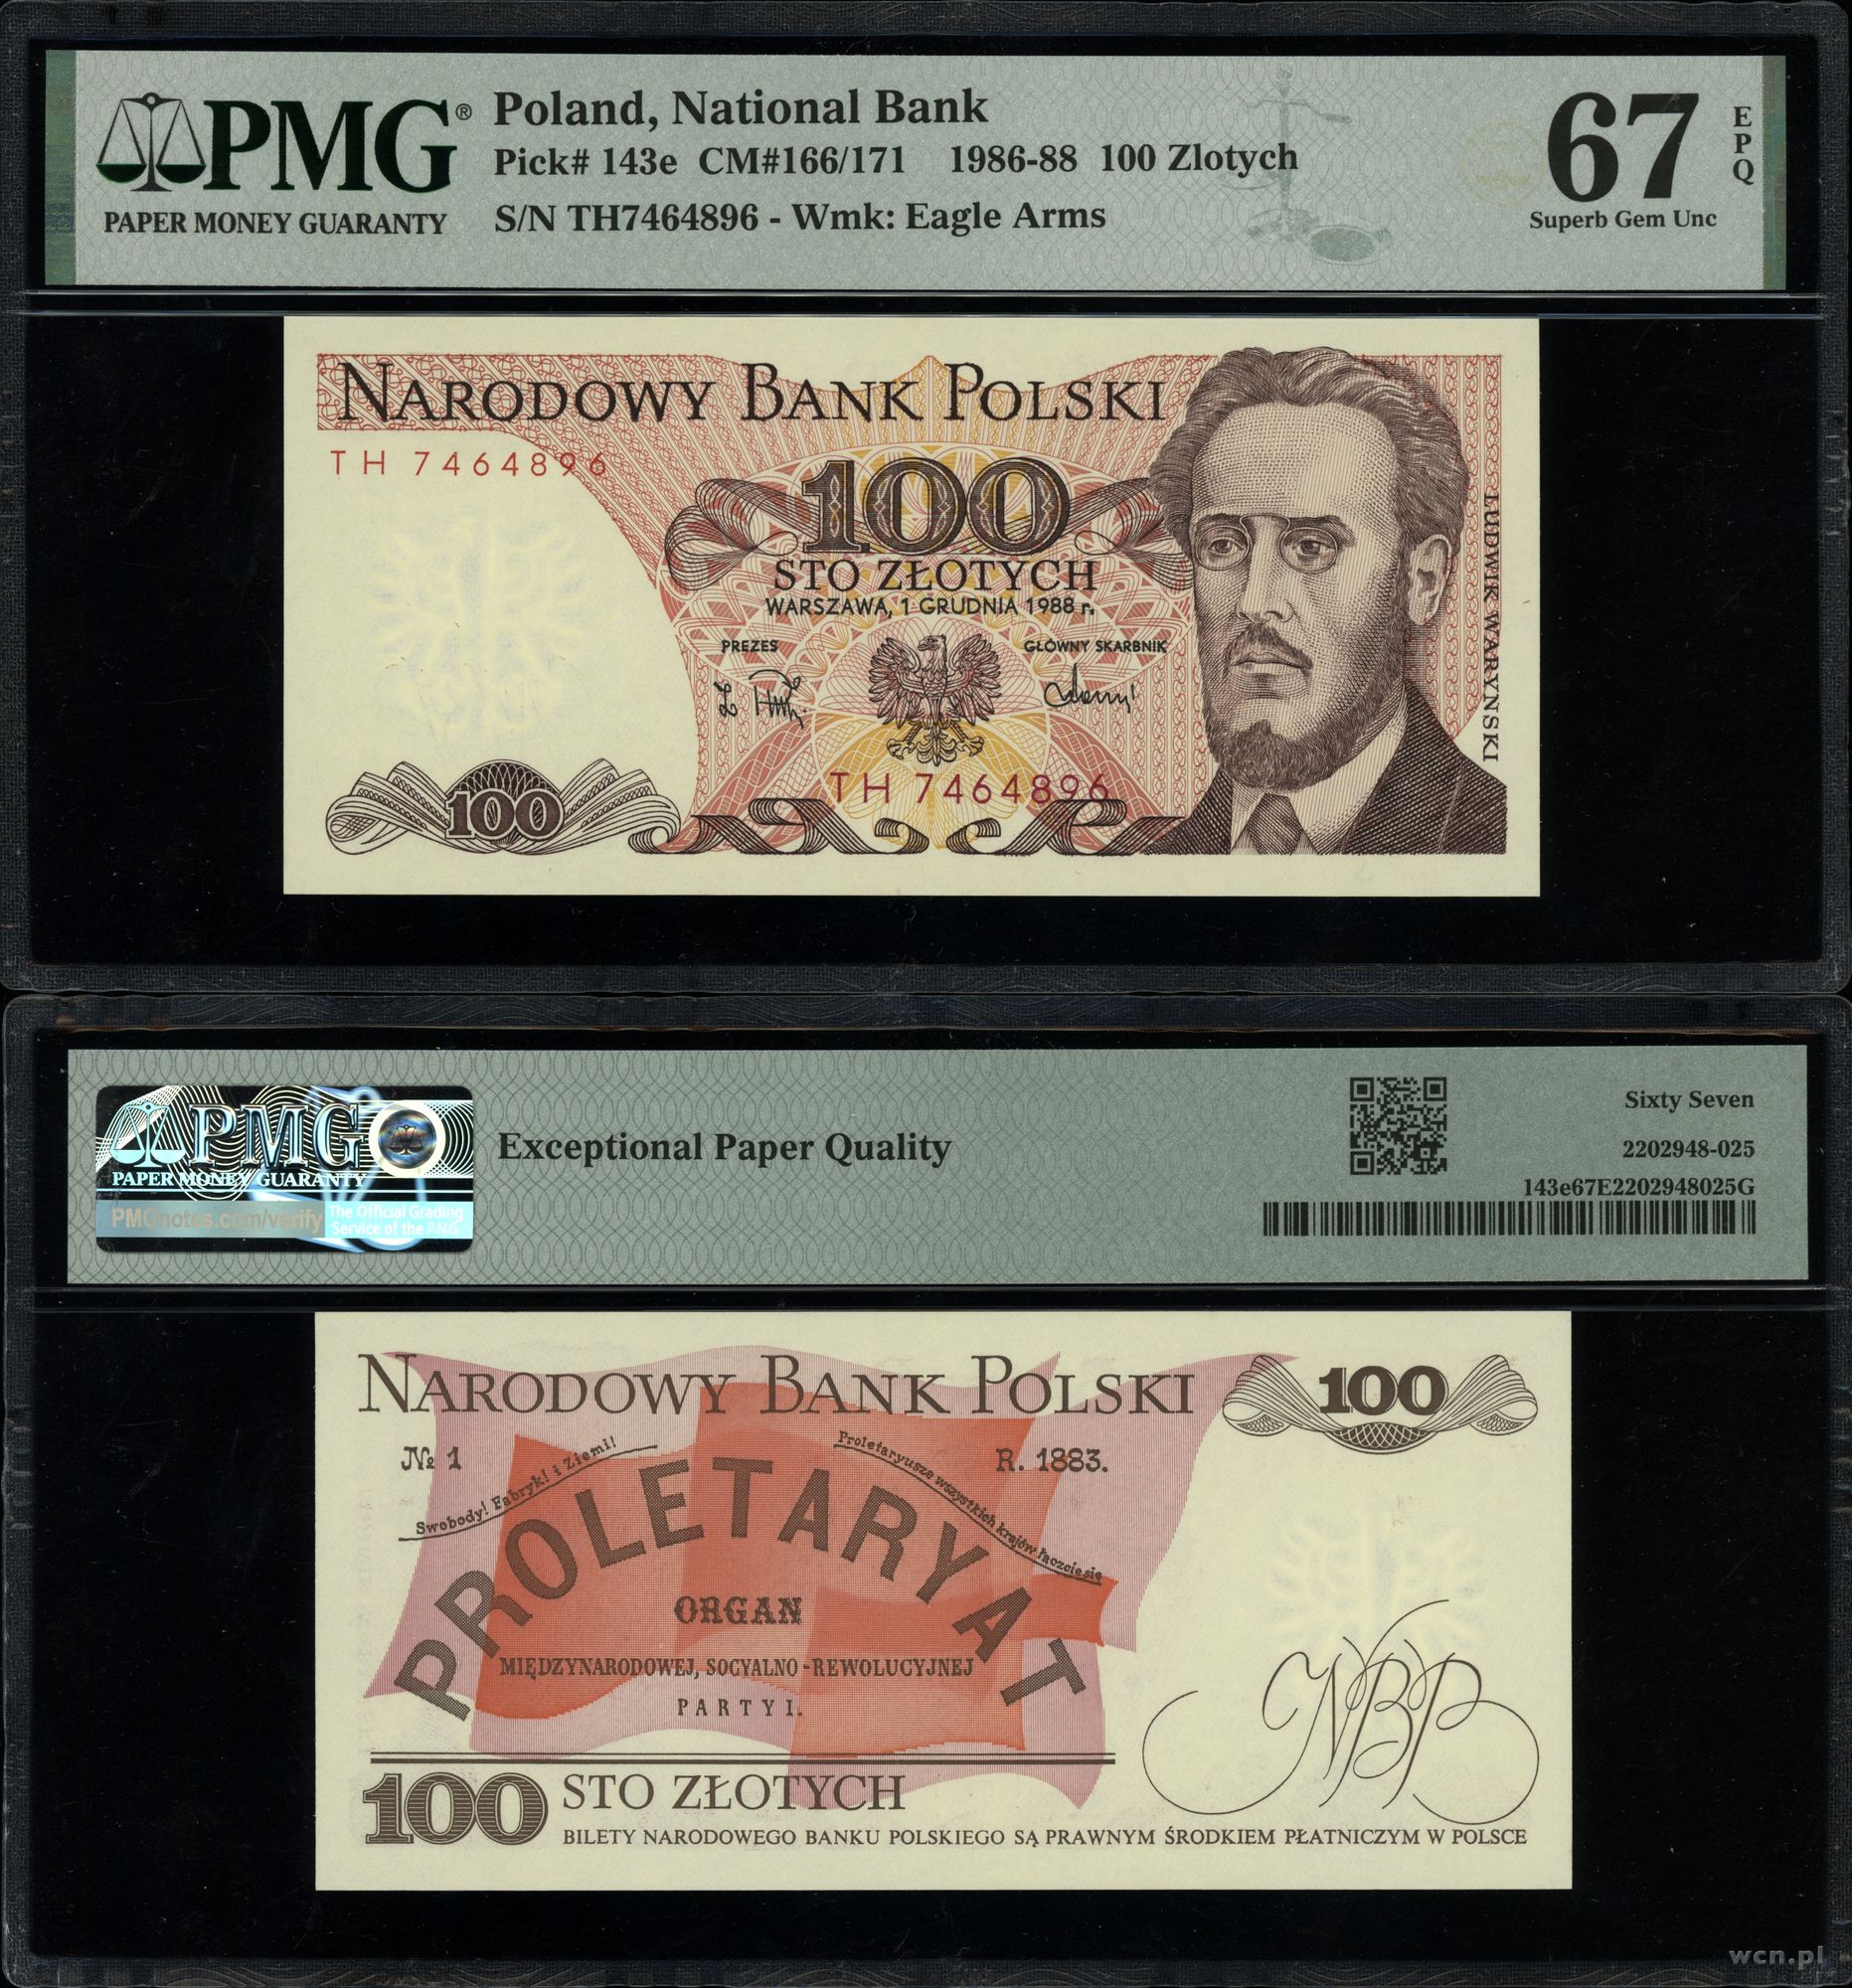 PMG®
PAPER MONEY GUARANTY
Poland, National Bank
Pick# 143e CM#166/171 1986-88 100 Zlotych
S/N TH7464896 - Wmk: Eagle Arms
67
EPQ
Superb Gem Unc
NARODOWY BANK POLSKI
TH 7464896
100
STO ZŁOTYCH
WARSZAWA, 1 GRUDNIA 1988 r.
PREZES
GŁÓWNY SKARBNIK
LUDWIK WARYŃSKI
TH 7464896
100
PMG
PAPER MONEY GUARANTY
PMGnotes.com/verify
The Official Grading
Service of the PNG
Exceptional Paper Quality
Sixty Seven
2202948-025
143e67E2202948025G
NARODOWY BANK POLSKI
100
№ 1
Swobody! Fabryk! i Ziemi!
Proletaryusze wszystkich krajów łączcie się
R. 1883.
PROLETARYAT
ORGAN
MIĘDZYNARODOWEJ, SOCYALNO-REWOLUCYJNEJ
PARTYI.
NBP
100 STO ZŁOTYCH
BILETY NARODOWEGO BANKU POLSKIEGO SĄ PRAWNYM ŚRODKIEM PŁATNICZYM W POLSCE
wcn.pl